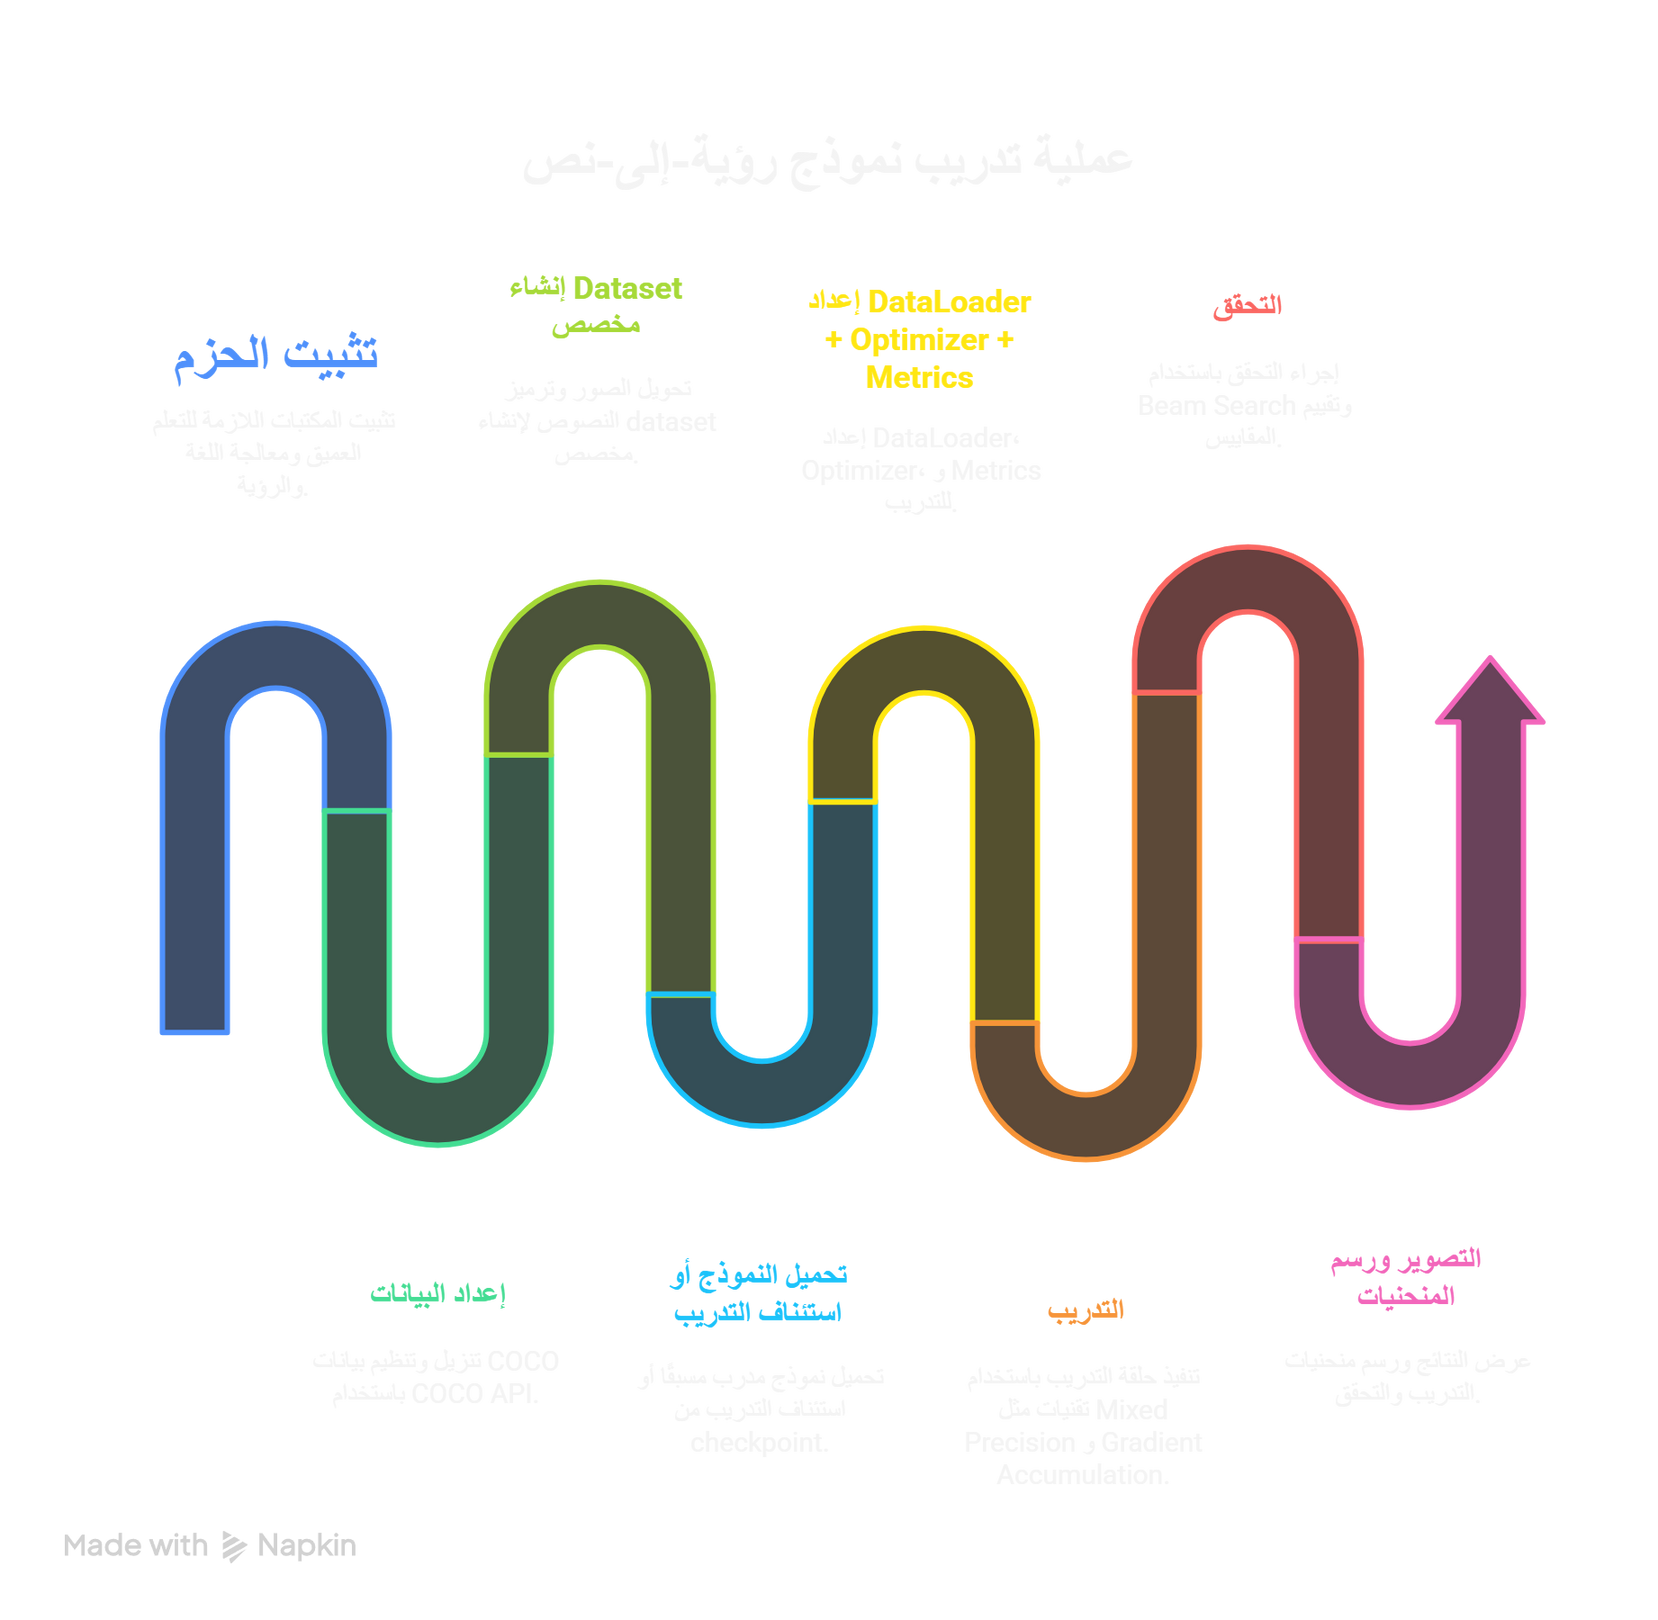 عملية تدريب نموذج رؤية-إلى-نص
تثبيت الحزم
تثبيت المكتبات اللازمة للتعلم
العميق ومعالجة اللغة
والرؤية.
إنشاء Dataset
مخصص
تحويل الصور وترميز
النصوص لإنشاء dataset
مخصص.
إعداد DataLoader
+ Optimizer +
Metrics
إعداد DataLoader،
Optimizer، و Metrics
للتدريب.
التحقق
إجراء التحقق باستخدام
Beam Search وتقييم
المقاييس.
إعداد البيانات
تنزيل وتنظيم بيانات COCO
باستخدام COCO API.
تحميل النموذج أو
استئناف التدريب
تحميل نموذج مدرب مسبقًا أو
استئناف التدريب من
checkpoint.
التدريب
تنفيذ حلقة التدريب باستخدام
تقنيات مثل Mixed
Precision و Gradient
Accumulation.
التصوير ورسم
المنحنيات
عرض النتائج ورسم منحنيات
التدريب والتحقق.
Made with Napkin